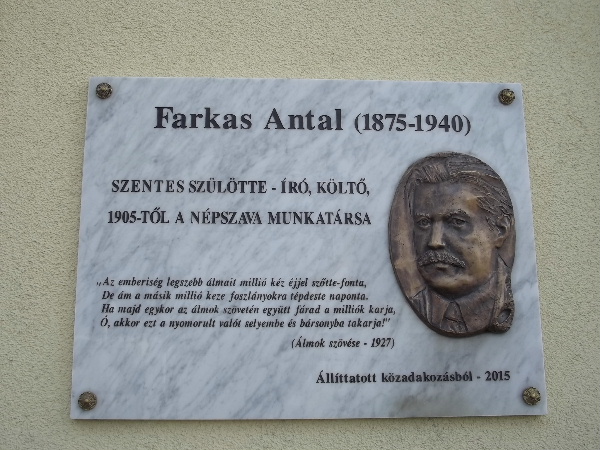 Farkas Antal (1875-1940)
SZENTES SZÜLÖTTE - ÍRÓ, KÖLTŐ,
1905-TŐL A NÉPSZAVA MUNKATÁRSA
„Az emberiség legszebb álmait millió kéz éjjel szőtte-fonta,
De ám a másik millió keze foszlányokra tépdeste naponta.
Ha majd egykor az álmok szövetén együtt fárad a milliók karja,
Ó, akkor ezt a nyomorult valót selyembe és bársonyba takarja!"
(Álmok szövése - 1927)
Állíttatott közadakozásból - 2015